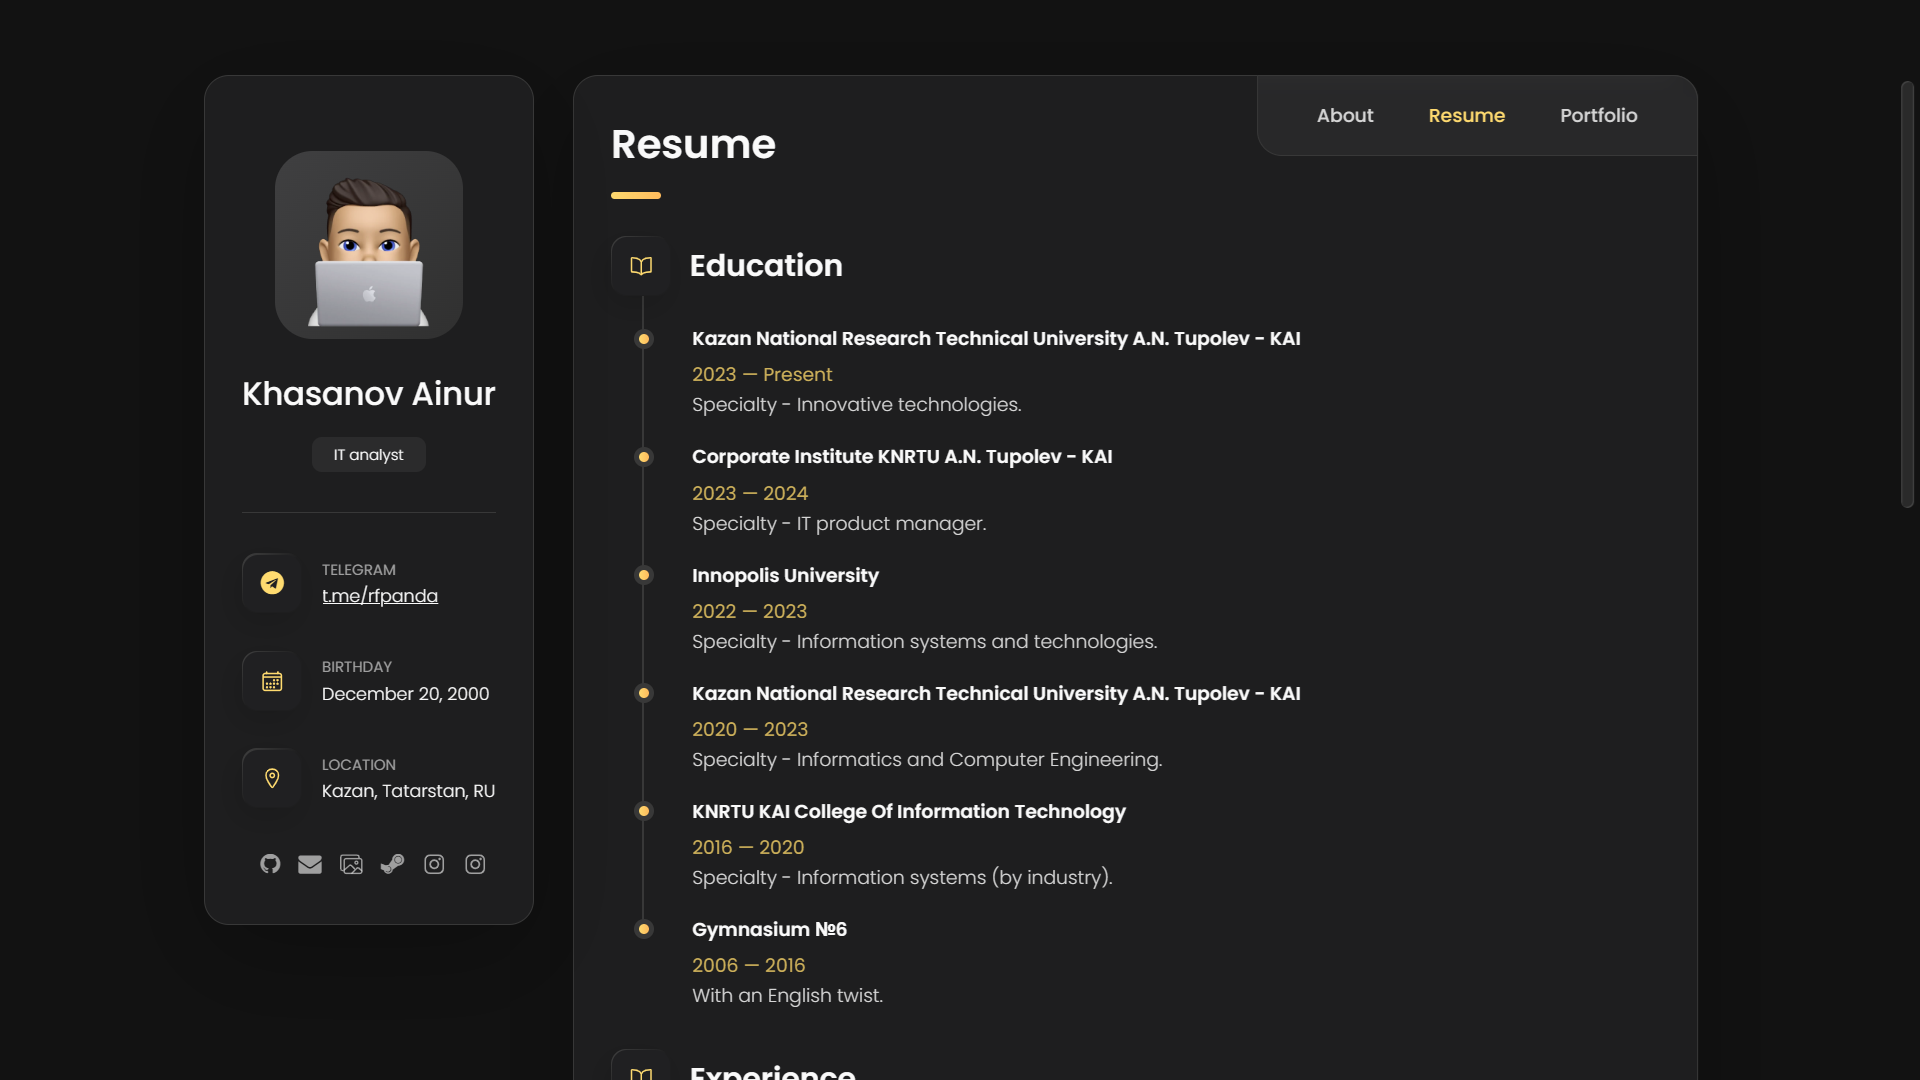 Khasanov Ainur
IT analyst
TELEGRAM
t.me/rfpanda
BIRTHDAY
December 20, 2000
LOCATION
Kazan, Tatarstan, RU
About
Resume
Portfolio
Resume
Education
Kazan National Research Technical University A.N. Tupolev - KAI
2023 — Present
Specialty - Innovative technologies.
Corporate Institute KNRTU A.N. Tupolev - KAI
2023 — 2024
Specialty - IT product manager.
Innopolis University
2022 — 2023
Specialty - Information systems and technologies.
Kazan National Research Technical University A.N. Tupolev - KAI
2020 — 2023
Specialty - Informatics and Computer Engineering.
KNRTU KAI College Of Information Technology
2016 — 2020
Specialty - Information systems (by industry).
Gymnasium №6
2006 — 2016
With an English twist.
Experience